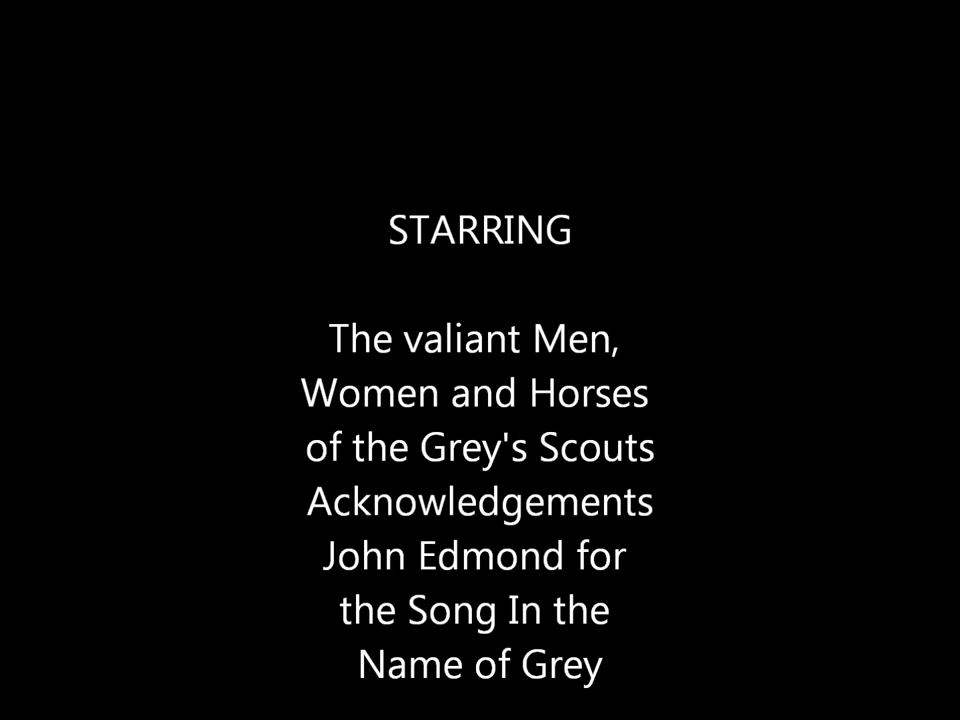 STARRING
The valiant Men,
Women and Horses
of the Grey's Scouts
Acknowledgements
John Edmond for
the Song In the
Name of Grey